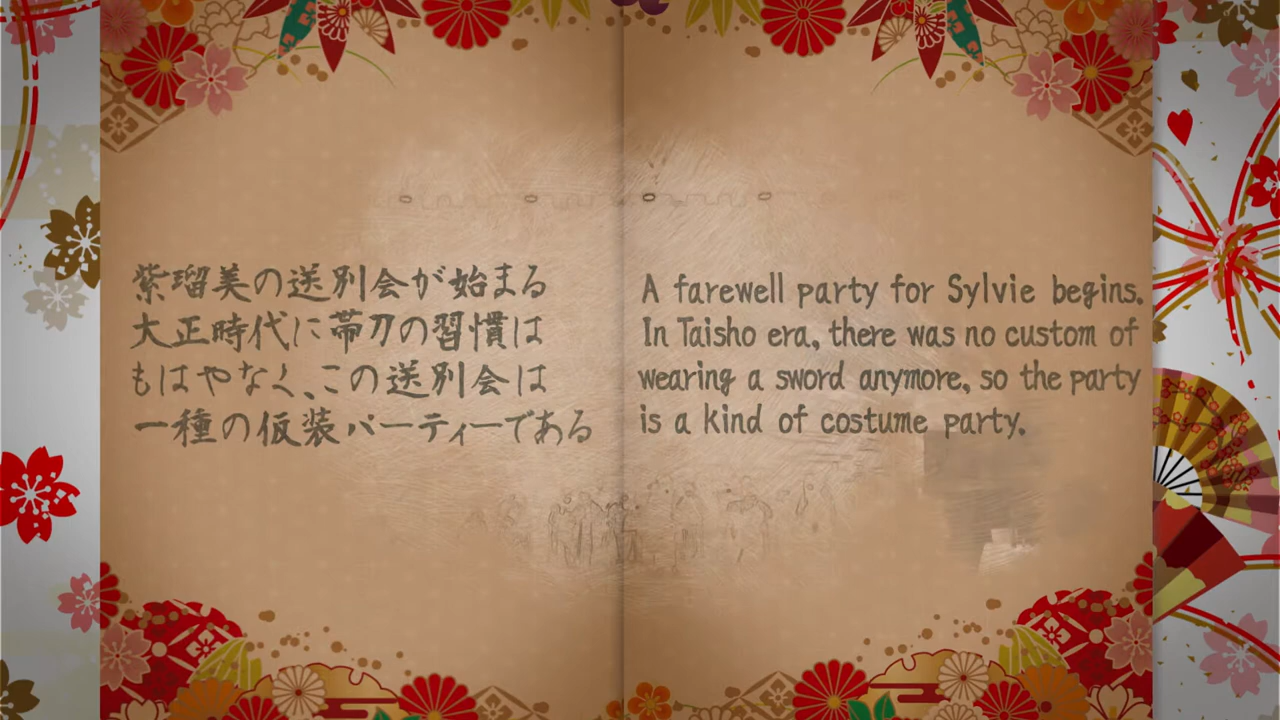 紫瑠美の送別会が始まる
大正時代に帯刀の習慣は
もはやなく、この送別会は
一種の仮装パーティーである
A farewell party for Sylvie begins.
In Taisho era, there was no custom of
wearing a sword anymore, so the party
is a kind of costume party.